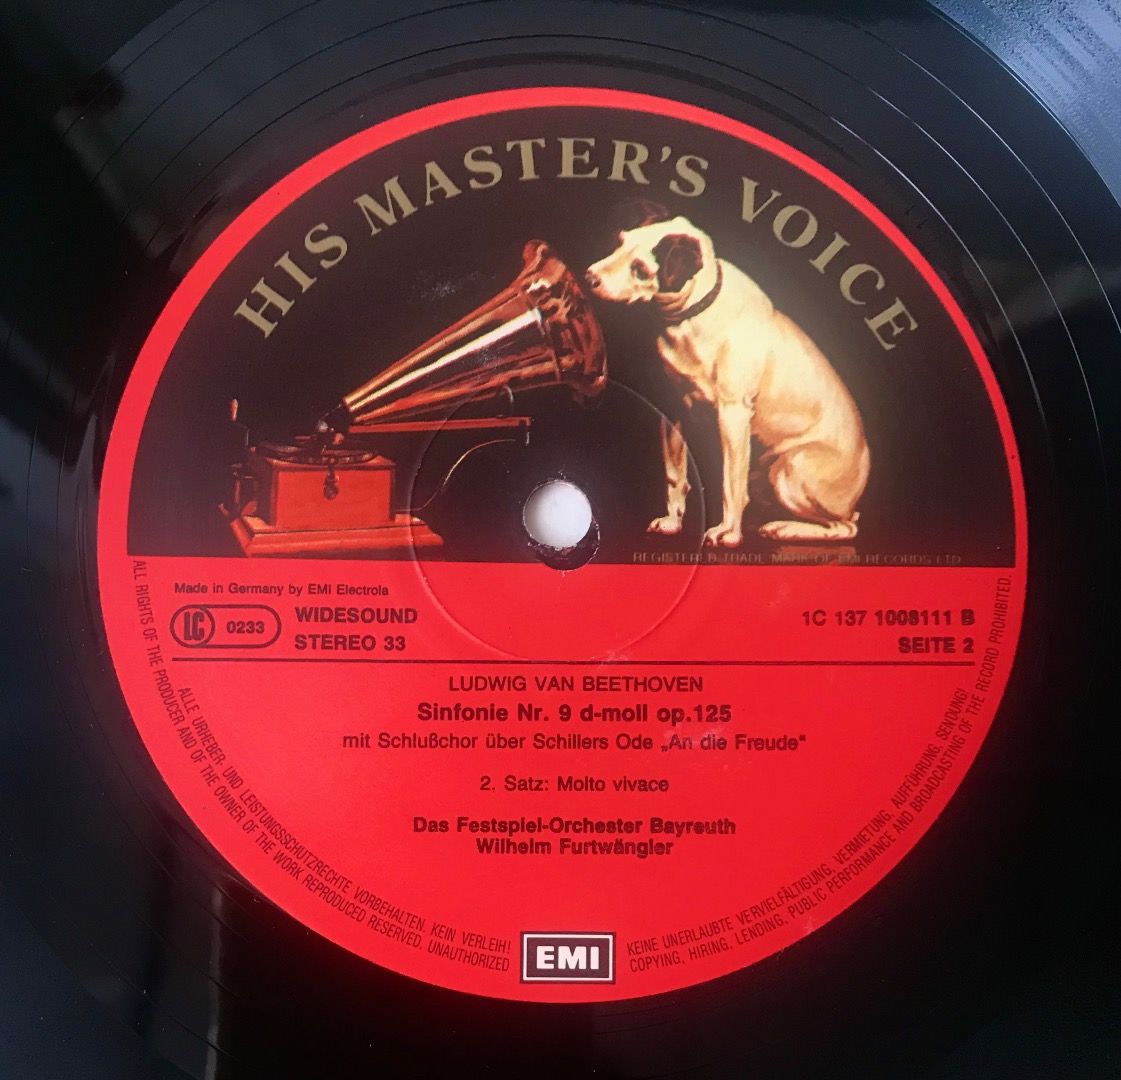 HIS MASTER'S VOICE
REGISTERED TRADE MARK OF EMI RECORDS LTD
Made in Germany by EMI Electrola
LC 0233
WIDESOUND
STEREO 33
1C 137 1008111 B
SEITE 2
LUDWIG VAN BEETHOVEN
Sinfonie Nr. 9 d-moll op.125
mit Schlußchor über Schillers Ode „An die Freude“
2. Satz: Molto vivace
Das Festspiel-Orchester Bayreuth
Wilhelm Furtwängler
ALLE URHEBER- UND LEISTUNGSSCHUTZRECHTE VORBEHALTEN. KEIN VERLEIH!
KEINE UNERLAUBTE VERVIELFÄLTIGUNG, VERMIETUNG, AUFFÜHRUNG, SENDUNG!
ALL RIGHTS OF THE PRODUCER AND OF THE OWNER OF THE WORK REPRODUCED RESERVED. UNAUTHORIZED
COPYING, HIRING, LENDING, PUBLIC PERFORMANCE AND BROADCASTING OF THE RECORD PROHIBITED.
EMI